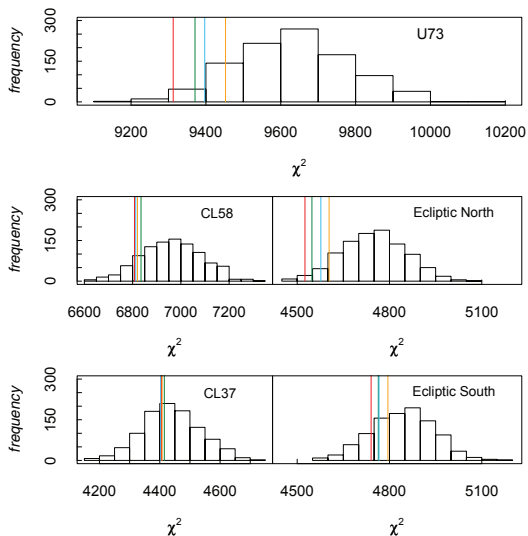 U73
frequency
0 150 300
9200 9400 9600 9800 10000 10200
χ²
CL58
Ecliptic North
frequency
0 150 300
6600 6800 7000 7200
4500 4800 5100
χ² χ²
CL37
Ecliptic South
frequency
0 150 300
4200 4400 4600
4500 4800 5100
χ² χ²